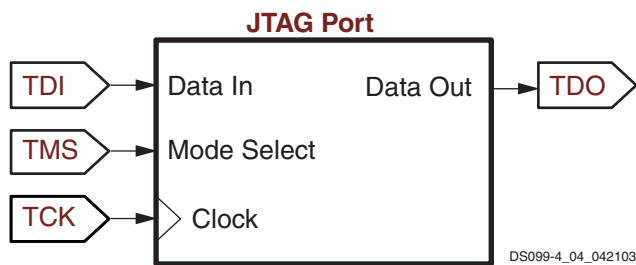 JTAG Port
TDI Data In Data Out TDO
TMS Mode Select
TCK Clock
DS099-4_04_042103